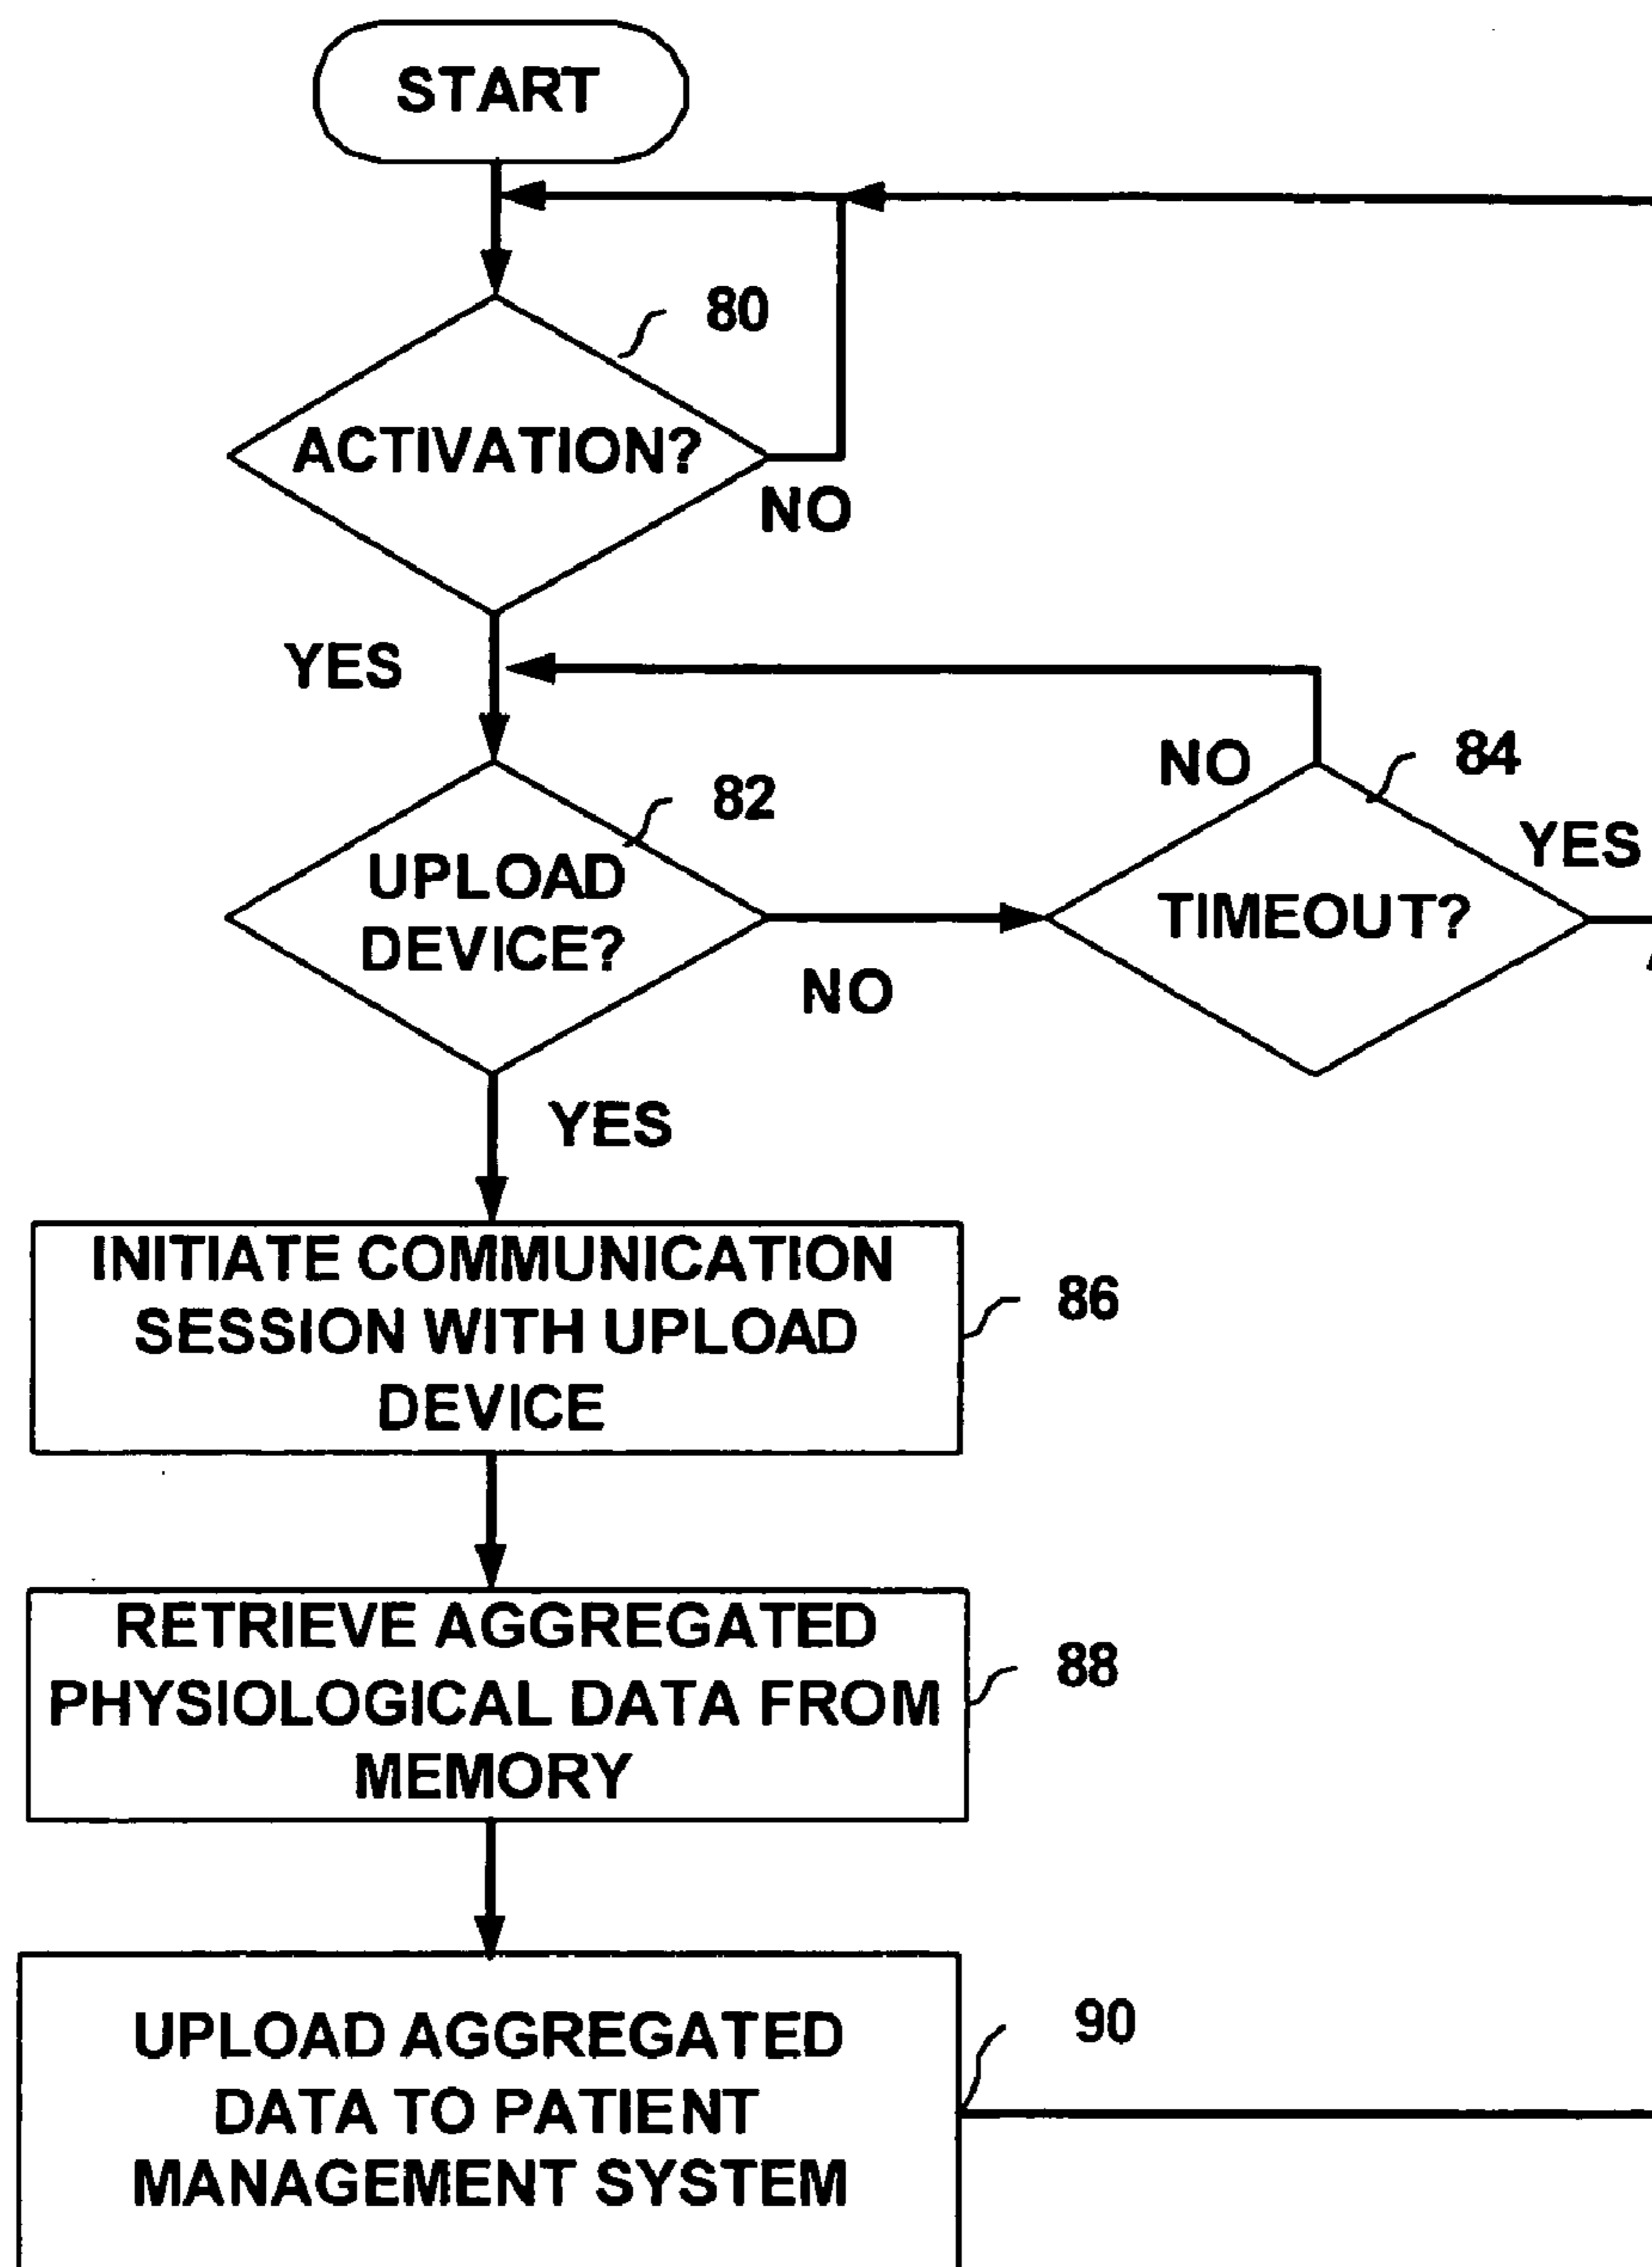 START
80
ACTIVATION?
NO
YES
NO
84
82
YES
UPLOAD
DEVICE?
TIMEOUT?
NO
YES
INITIATE COMMUNICATION
SESSION WITH UPLOAD
DEVICE
86
RETRIEVE AGGREGATED
PHYSIOLOGICAL DATA FROM
MEMORY
88
UPLOAD AGGREGATED
DATA TO PATIENT
MANAGEMENT SYSTEM
90